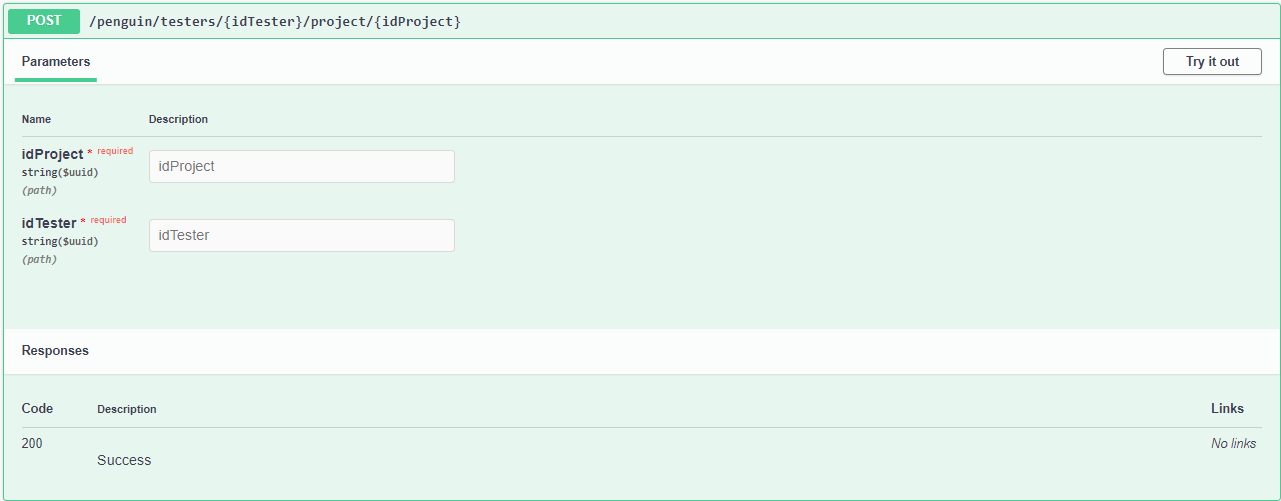 POST /penguin/testers/{idTester}/project/{idProject}
Parameters Try it out
Name Description
idProject * required idProject
string($uuid)
(path)
idTester * required idTester
string($uuid)
(path)
Responses
Code Description Links
200 No links
Success